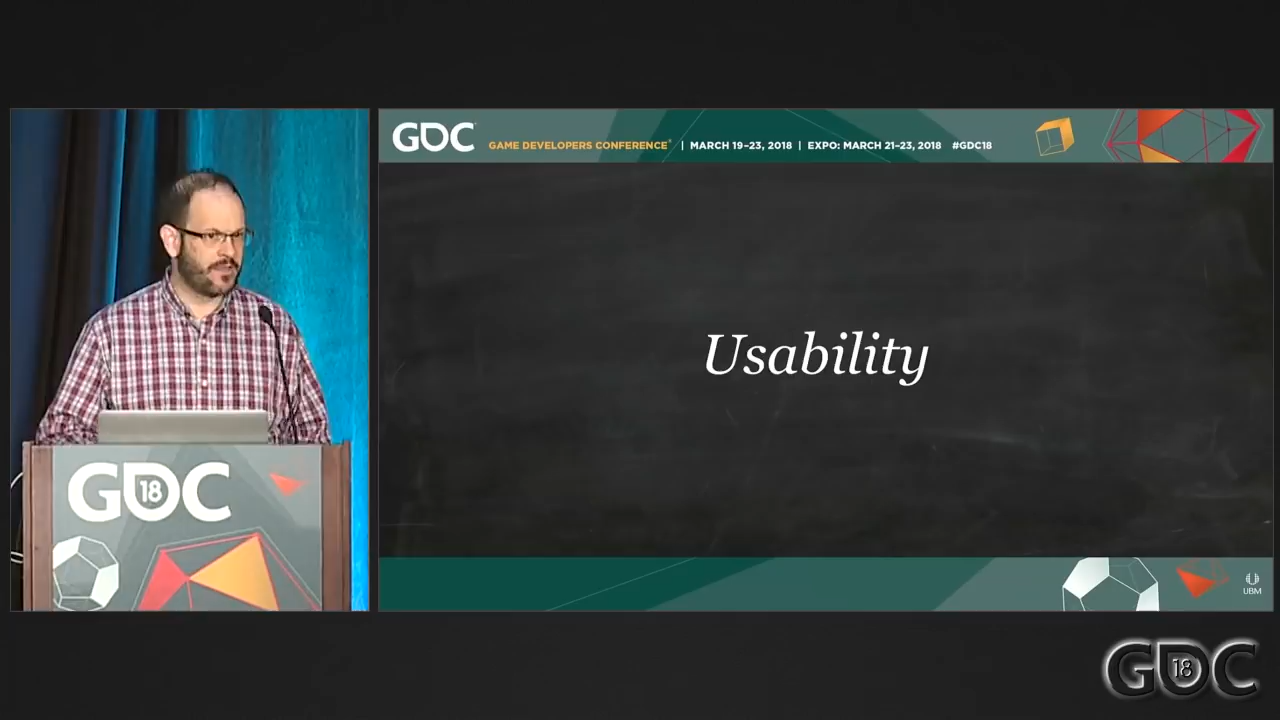 GDC
GAME DEVELOPERS CONFERENCE® | MARCH 19–23, 2018 | EXPO: MARCH 21–23, 2018 #GDC18
Usability
GDC
18
UBM
GDC
18